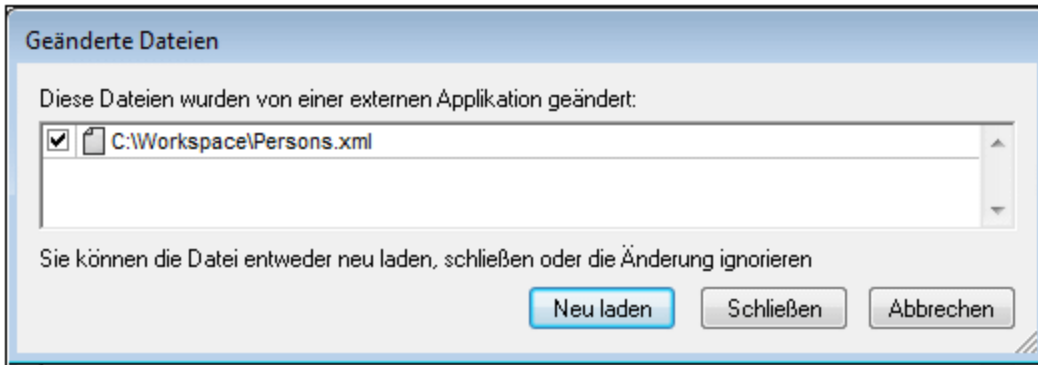 Geänderte Dateien
Diese Dateien wurden von einer externen Applikation geändert:
C:\Workspace\Persons.xml
Sie können die Datei entweder neu laden, schließen oder die Änderung ignorieren
Neu laden Schließen Abbrechen